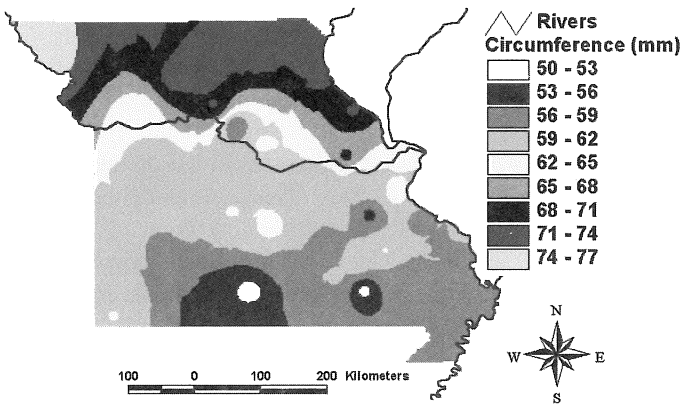 Rivers
Circumference (mm)
50 - 53
53 - 56
56 - 59
59 - 62
62 - 65
65 - 68
68 - 71
71 - 74
74 - 77
N
W E
S
100 0 100 200 Kilometers